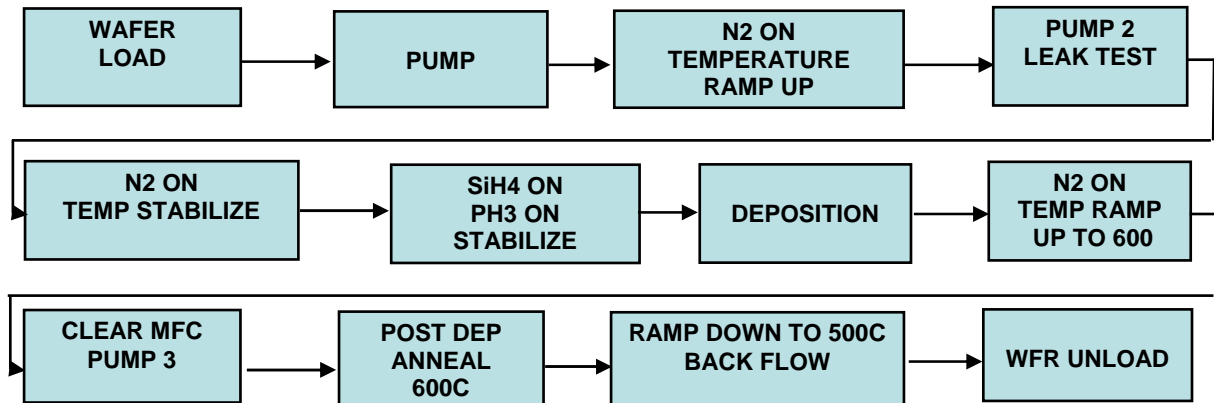 WAFER
LOAD
PUMP
N2 ON
TEMPERATURE
RAMP UP
PUMP 2
LEAK TEST
N2 ON
TEMP STABILIZE
SiH4 ON
PH3 ON
STABILIZE
DEPOSITION
N2 ON
TEMP RAMP
UP TO 600
CLEAR MFC
PUMP 3
POST DEP
ANNEAL
600C
RAMP DOWN TO 500C
BACK FLOW
WFR UNLOAD